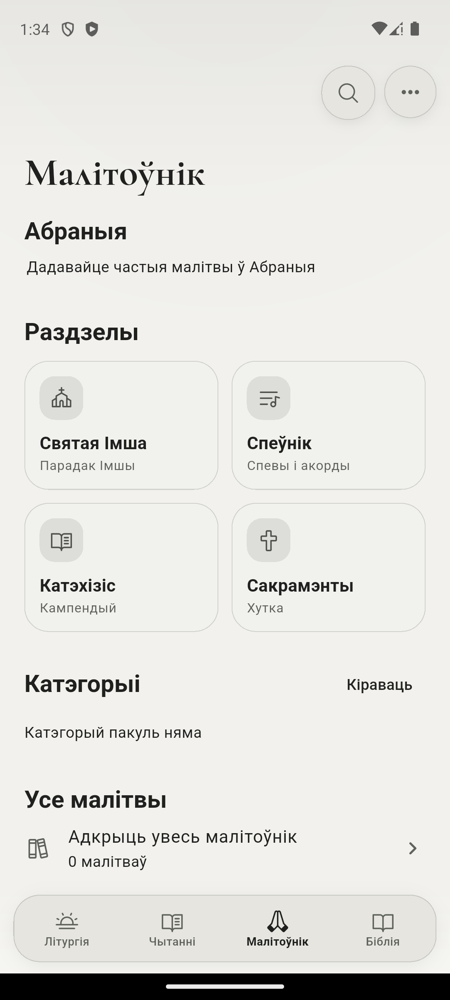 1:34
Малітоўнік
Абраныя
Дадавайце частыя малітвы ў Абраныя
Раздзелы
Святая Імша
Парадак Імшы
Спеўнік
Спевы і акорды
Катэхізіс
Кампендый
Сакрамэнты
Хутка
Катэгорыі
Кіраваць
Катэгорый пакуль няма
Усе малітвы
Адкрыць увесь малітоўнік
0 малітваў
Літургія
Чытанні
Малітоўнік
Біблія